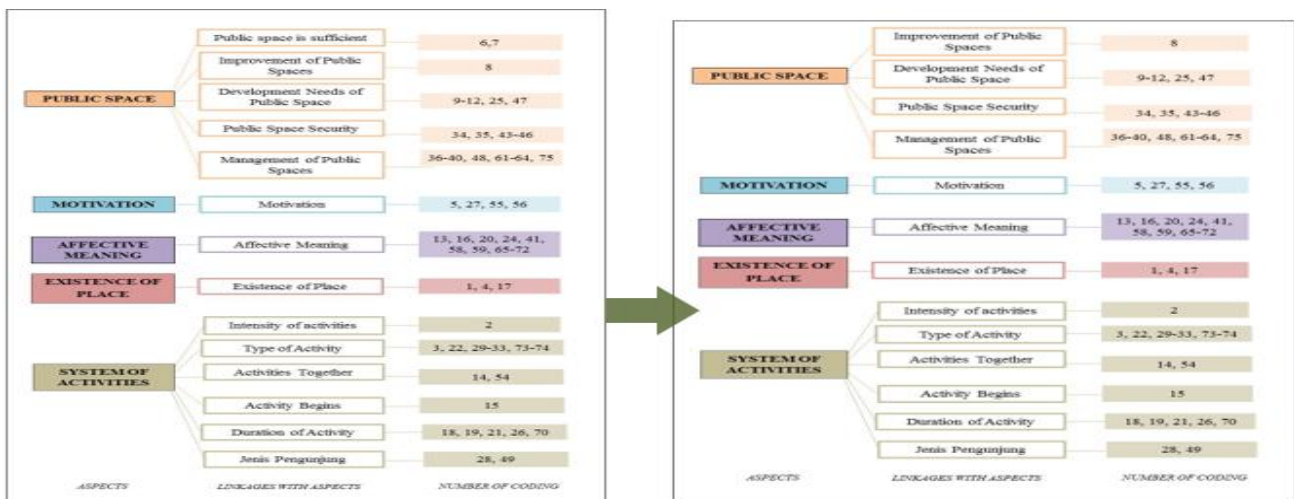 Public space is sufficient
6,7
Improvement of Public
Spaces
8
PUBLIC SPACE
Development Needs of
Public Space
9-12, 25, 47
Public Space Security
34, 35, 43-46
Management of Public
Spaces
36-40, 48, 61-64, 75
MOTIVATION
Motivation
5, 27, 55, 56
AFFECTIVE
MEANING
Affective Meaning
13, 16, 20, 24, 41,
58, 59, 65-72
EXISTENCE OF
PLACE
Existence of Place
1, 4, 17
Intensity of activities
2
Type of Activity
3, 22, 29-33, 73-74
SYSTEM OF
ACTIVITIES
Activities Together
14, 54
Activity Begins
15
Duration of Activity
18, 19, 21, 26, 70
Jenis Pengunjung
28, 49
ASPECTS
LINKAGES WITH ASPECTS
NUMBER OF CODING
Improvement of Public
Spaces
8
PUBLIC SPACE
Development Needs of
Public Space
9-12, 25, 47
Public Space Security
34, 35, 43-46
Management of Public
Spaces
36-40, 48, 61-64, 75
MOTIVATION
Motivation
5, 27, 55, 56
AFFECTIVE
MEANING
Affective Meaning
13, 16, 20, 24, 41,
58, 59, 65-72
EXISTENCE OF
PLACE
Existence of Place
1, 4, 17
Intensity of activities
2
Type of Activity
3, 22, 29-33, 73-74
SYSTEM OF
ACTIVITIES
Activities Together
14, 54
Activity Begins
15
Duration of Activity
18, 19, 21, 26, 70
Jenis Pengunjung
28, 49
ASPECTS
LINKAGES WITH ASPECTS
NUMBER OF CODING